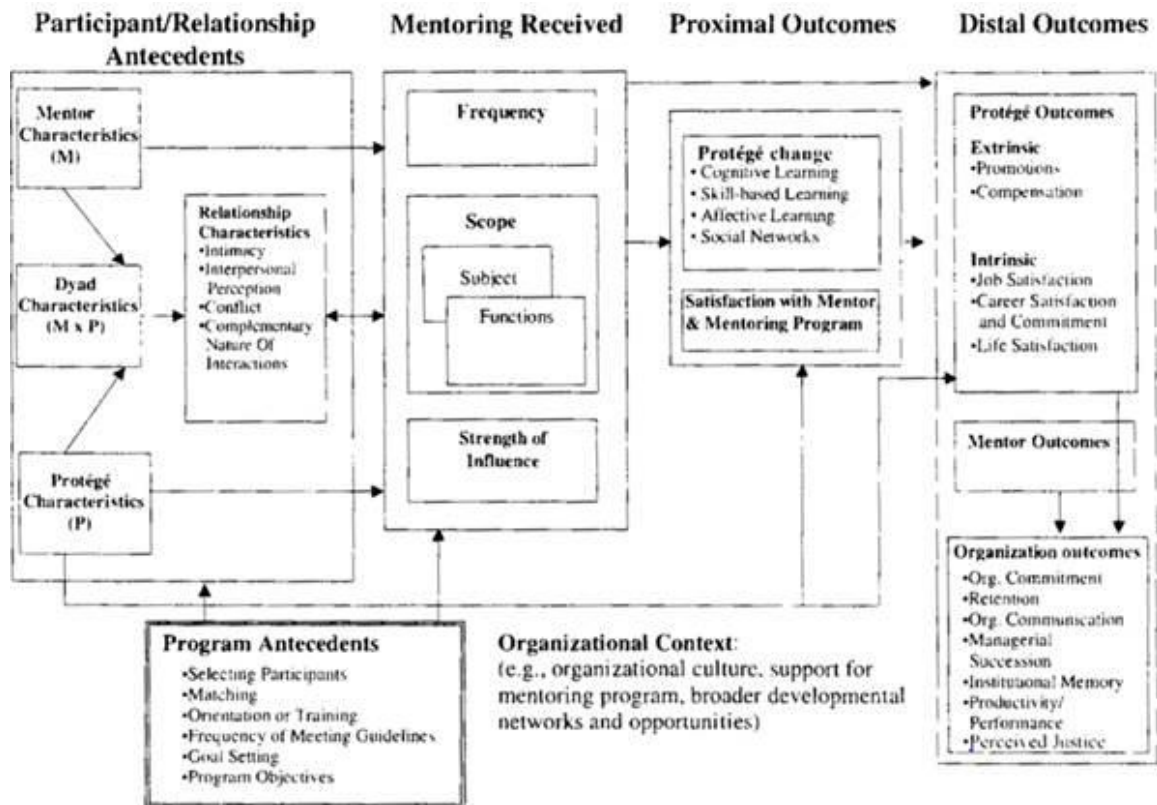 Participant/Relationship
Antecedents
Mentoring Received
Proximal Outcomes
Distal Outcomes
Mentor
Characteristics
(M)
Dyad
Characteristics
(M x P)
Protégé
Characteristics
(P)
Relationship
Characteristics
•Intimacy
•Interpersonal
Perception
•Conflict
•Complementary
Nature Of
Interactions
Frequency
Scope
Subject
Functions
Strength of
Influence
Protégé change
• Cognitive Learning
• Skill-based Learning
• Affective Learning
• Social Networks
Satisfaction with Mentor
& Mentoring Program
Protégé Outcomes
Extrinsic
•Promotions
•Compensation
Intrinsic
•Job Satisfaction
•Career Satisfaction
and Commitment
•Life Satisfaction
Mentor Outcomes
Organization outcomes
•Org. Commitment
•Retention
•Org. Communication
•Managerial
Succession
•Institutional Memory
•Productivity/
Performance
•Perceived Justice
Program Antecedents
•Selecting Participants
•Matching
•Orientation or Training
•Frequency of Meeting Guidelines
•Goal Setting
•Program Objectives
Organizational Context:
(e.g., organizational culture, support for
mentoring program, broader developmental
networks and opportunities)